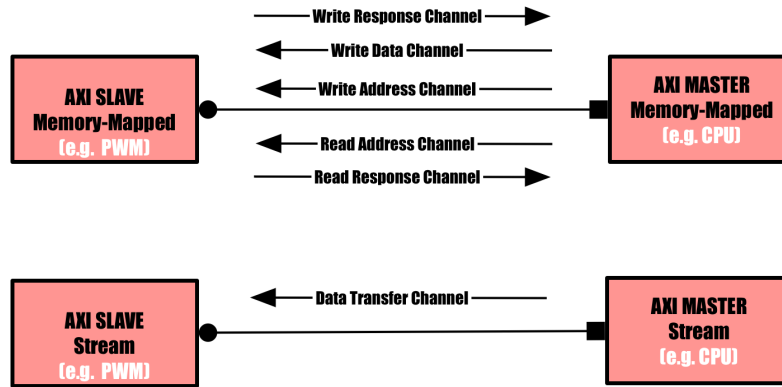 Write Response Channel
Write Data Channel
Write Address Channel
AXI SLAVE
Memory-Mapped
(e.g. PWM)
AXI MASTER
Memory-Mapped
(e.g. CPU)
Read Address Channel
Read Response Channel
Data Transfer Channel
AXI SLAVE
Stream
(e.g. PWM)
AXI MASTER
Stream
(e.g. CPU)